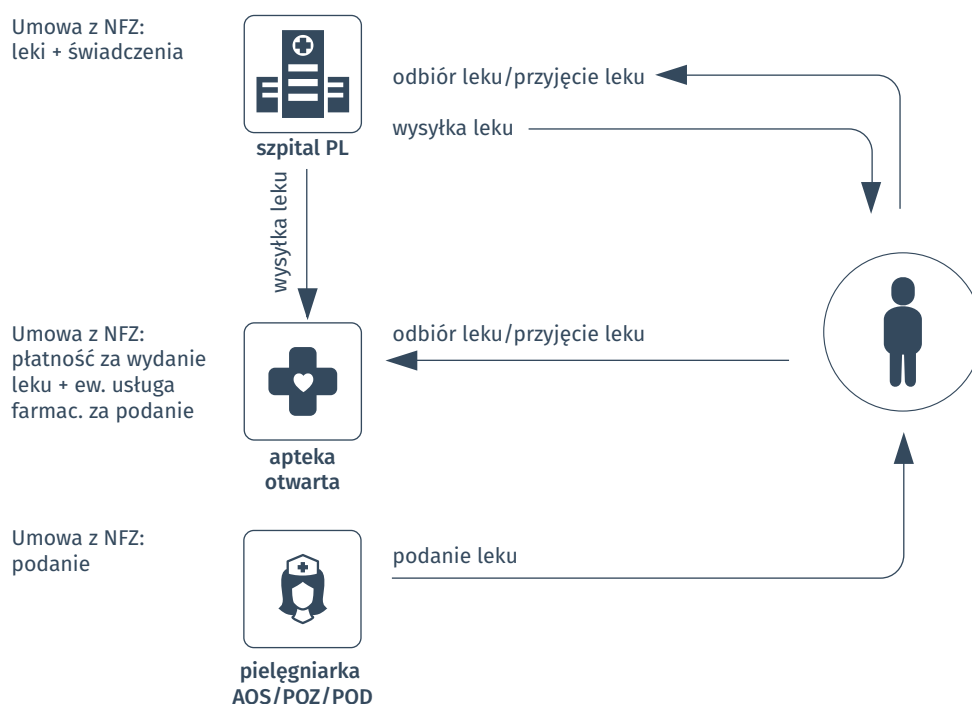 Umowa z NFZ:
leki + świadczenia
szpital PL
odbiór leku/przyjęcie leku
wysyłka leku
wysyłka leku
Umowa z NFZ:
płatność za wydanie
leku + ew. usługa
farmac. za podanie
apteka
otwarta
odbiór leku/przyjęcie leku
Umowa z NFZ:
podanie
pielęgniarka
AOS/POZ/POD
podanie leku